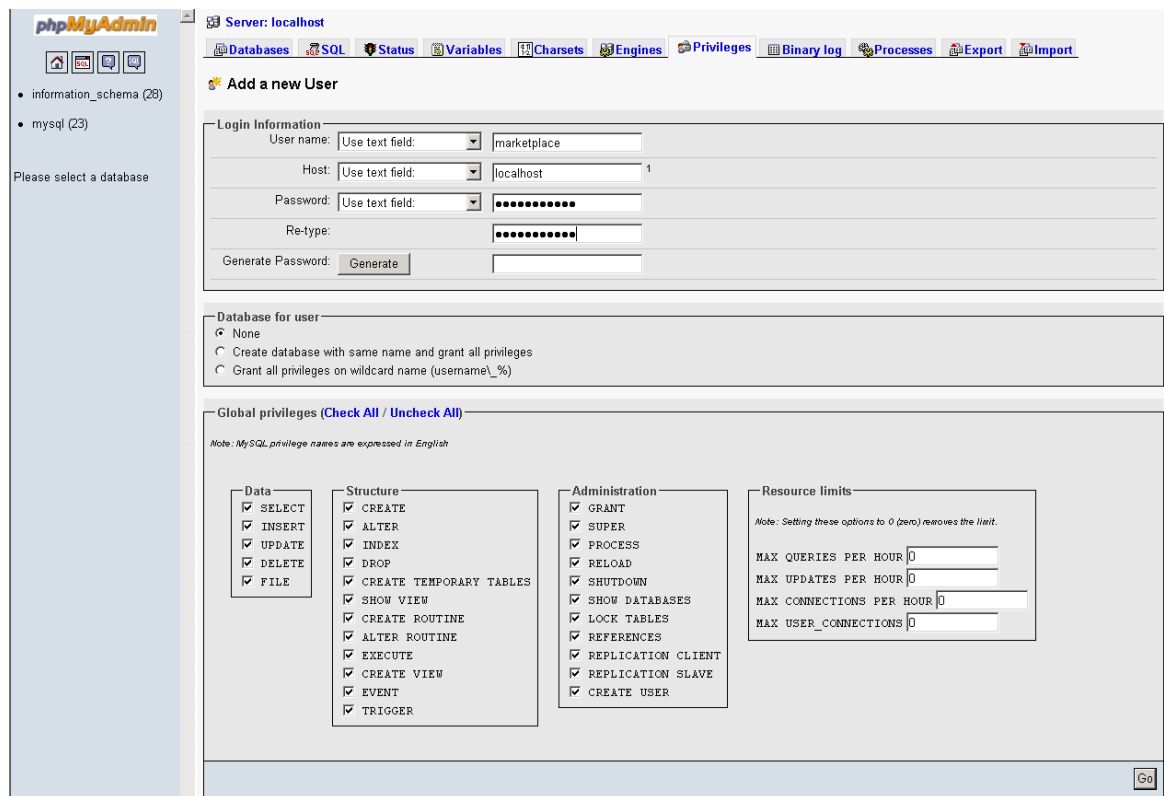 phpMyAdmin
SQL
SQL
information_schema (28)
mysql (23)
Please select a database
Server: localhost
Databases SQL Status Variables Charsets Engines Privileges Binary log Processes Export Import
Add a new User
Login Information
User name: Use text field: marketplace
Host: Use text field: localhost 1
Password: Use text field: ●●●●●●●●●●●
Re-type: ●●●●●●●●●●●
Generate Password: Generate
Database for user
None
Create database with same name and grant all privileges
Grant all privileges on wildcard name (username\_%)
Global privileges (Check All / Uncheck All)
Note: MySQL privilege names are expressed in English
Data
SELECT
INSERT
UPDATE
DELETE
FILE
Structure
CREATE
ALTER
INDEX
DROP
CREATE TEMPORARY TABLES
SHOW VIEW
CREATE ROUTINE
ALTER ROUTINE
EXECUTE
CREATE VIEW
EVENT
TRIGGER
Administration
GRANT
SUPER
PROCESS
RELOAD
SHUTDOWN
SHOW DATABASES
LOCK TABLES
REFERENCES
REPLICATION CLIENT
REPLICATION SLAVE
CREATE USER
Resource limits
Note: Setting these options to 0 (zero) removes the limit.
MAX QUERIES PER HOUR 0
MAX UPDATES PER HOUR 0
MAX CONNECTIONS PER HOUR 0
MAX USER_CONNECTIONS 0
Go